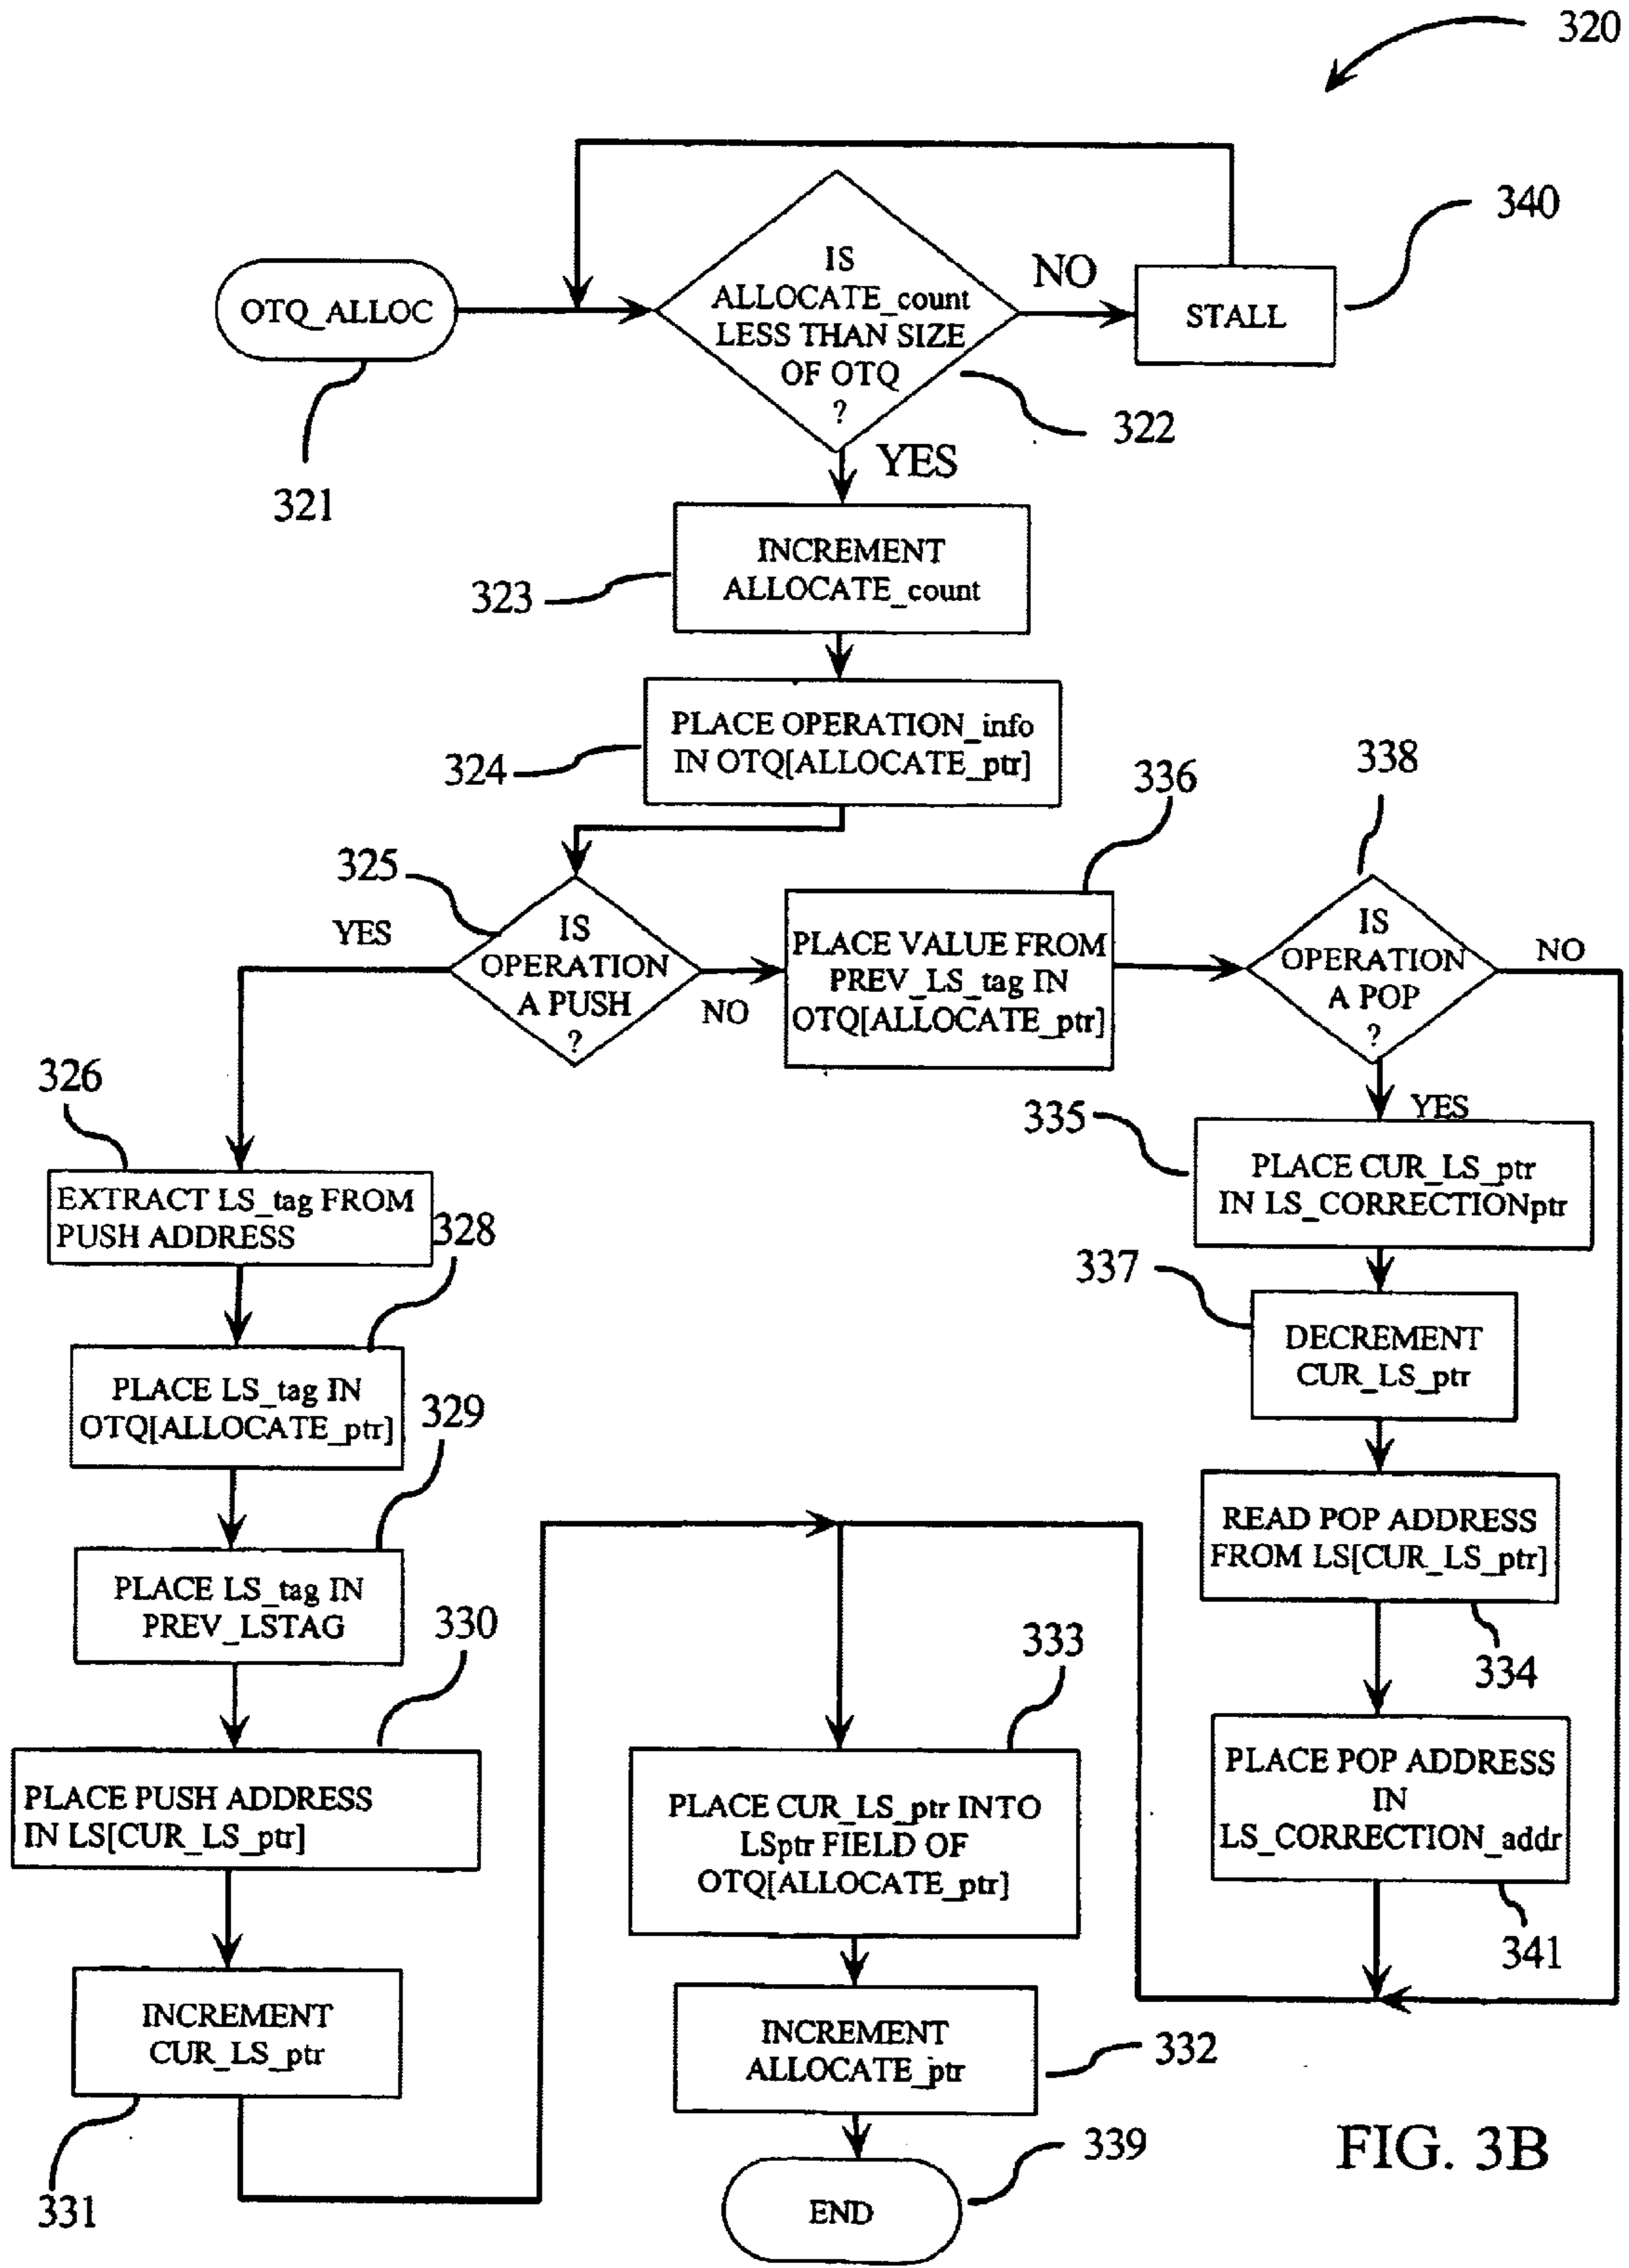 320
340
IS
ALLOCATE_count
LESS THAN SIZE
OF OTQ
?
NO
STALL
OTQ_ALLOC
322
321
YES
INCREMENT
ALLOCATE_count
323
PLACE OPERATION_info
IN OTQ[ALLOCATE_ptr]
324
336
338
325
YES
IS
OPERATION
A PUSH
?
NO
PLACE VALUE FROM
PREV_LS_tag IN
OTQ[ALLOCATE_ptr]
IS
OPERATION
A POP
?
NO
YES
326
335
EXTRACT LS_tag FROM
PUSH ADDRESS
328
PLACE CUR_LS_ptr
IN LS_CORRECTIONptr
337
PLACE LS_tag IN
OTQ[ALLOCATE_ptr]
329
DECREMENT
CUR_LS_ptr
READ POP ADDRESS
FROM LS[CUR_LS_ptr]
334
PLACE LS_tag IN
PREV_LSTAG
330
333
PLACE PUSH ADDRESS
IN LS[CUR_LS_ptr]
PLACE CUR_LS_ptr INTO
LSptr FIELD OF
OTQ[ALLOCATE_ptr]
PLACE POP ADDRESS
IN
LS_CORRECTION_addr
341
INCREMENT
CUR_LS_ptr
331
INCREMENT
ALLOCATE_ptr
332
339
END
FIG. 3B